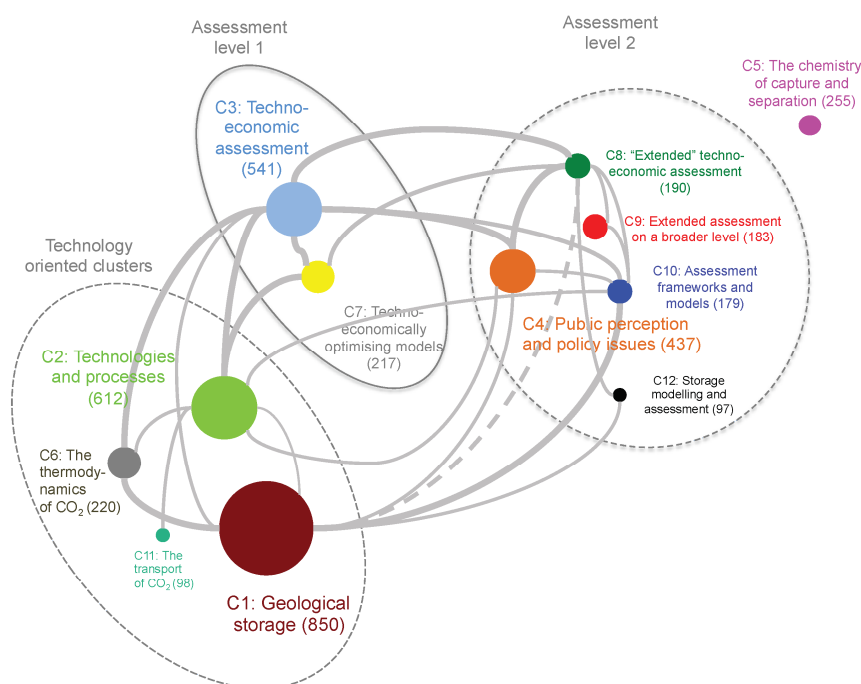 Assessment
level 1
Assessment
level 2
C5: The chemistry
of capture and
separation (255)
C3: Techno-
economic
assessment
(541)
C8: “Extended” techno-
economic assessment
(190)
C9: Extended assessment
on a broader level (183)
Technology
oriented clusters
C10: Assessment
frameworks and
models (179)
C7: Techno-
economically
optimising models
(217)
C4: Public perception
and policy issues (437)
C2: Technologies
and processes
(612)
C12: Storage
modelling and
assessment (97)
C6: The
thermody-
namics
of CO₂ (220)
C11: The
transport
of CO₂ (98)
C1: Geological
storage (850)